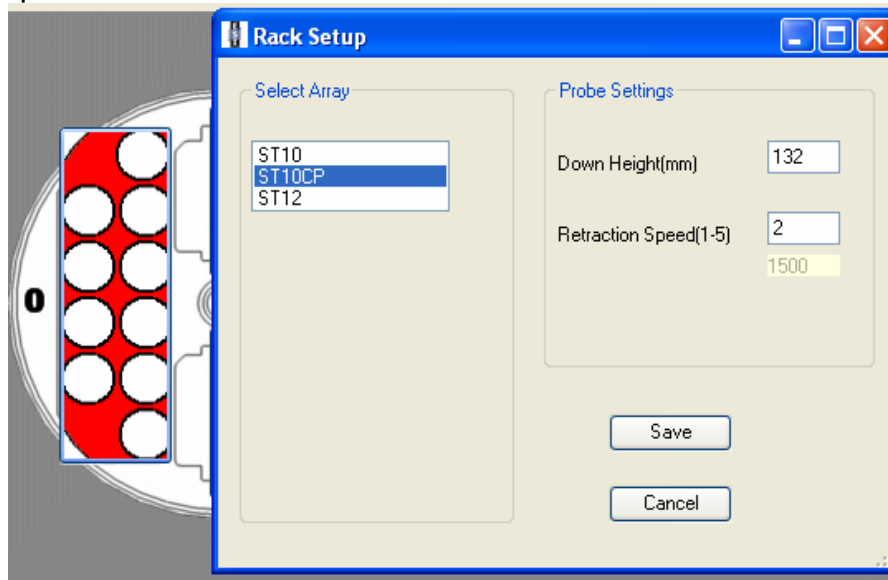 Rack Setup
Select Array
Probe Settings
ST10
ST10CP
ST12
Down Height(mm)
132
Retraction Speed(1-5)
2
1500
0
Save
Cancel